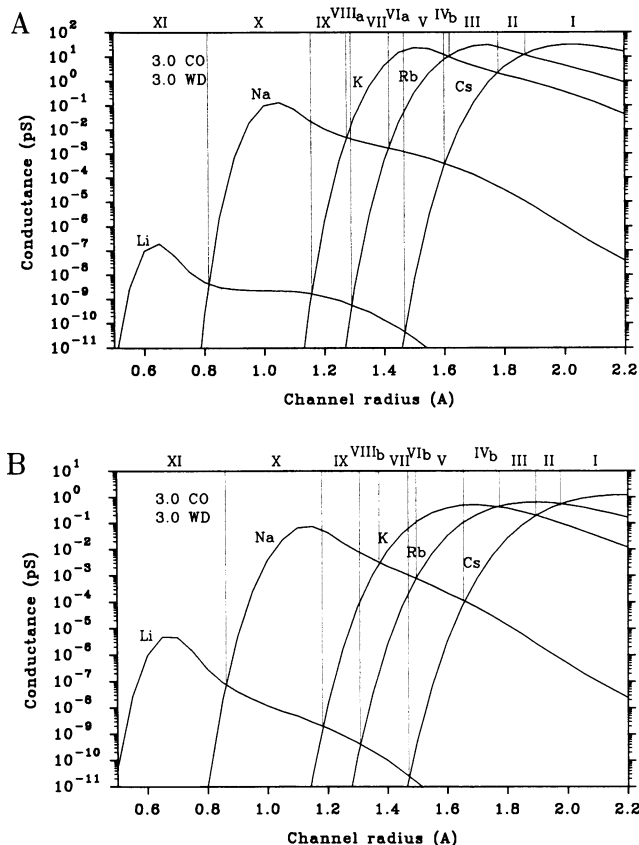 A
XI X IX VIIIa VII VIa V IVb III II I
10^2
10^1
10^0
10^-1
10^-2
10^-3
10^-4
10^-5
10^-6
10^-7
10^-8
10^-9
10^-10
10^-11
Conductance (pS)
3.0 CO
3.0 WD
Li
Na
K
Rb
Cs
0.6 0.8 1.0 1.2 1.4 1.6 1.8 2.0 2.2
Channel radius (A)
B
XI X IX VIIIb VII VIb V IVb III II I
10^1
10^0
10^-1
10^-2
10^-3
10^-4
10^-5
10^-6
10^-7
10^-8
10^-9
10^-10
10^-11
Conductance (pS)
3.0 CO
3.0 WD
Li
Na
K
Rb
Cs
0.6 0.8 1.0 1.2 1.4 1.6 1.8 2.0 2.2
Channel radius (A)